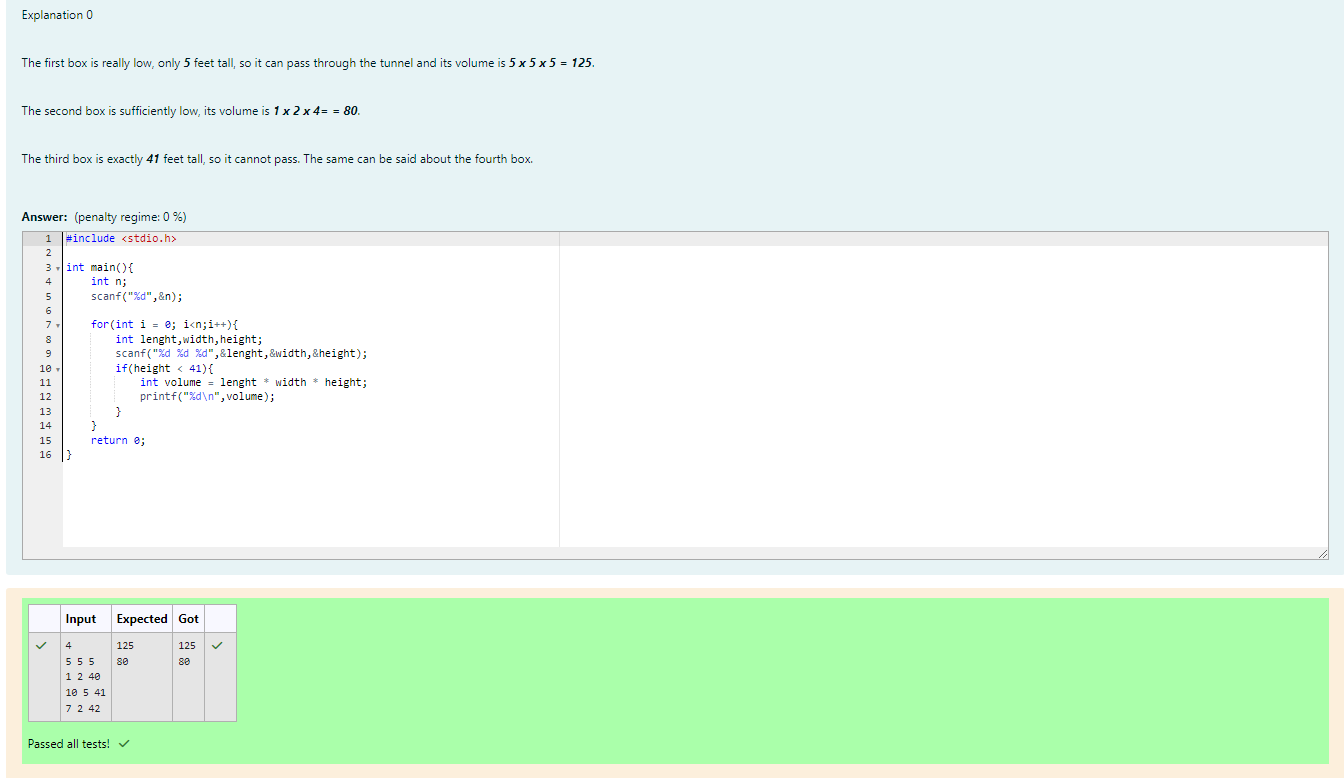 Explanation 0
The first box is really low, only 5 feet tall, so it can pass through the tunnel and its volume is 5 x 5 x 5 = 125.
The second box is sufficiently low, its volume is 1 x 2 x 4= = 80.
The third box is exactly 41 feet tall, so it cannot pass. The same can be said about the fourth box.
Answer: (penalty regime: 0 %)
1 #include <stdio.h>
2
3 int main(){
4     int n;
5     scanf("%d",&n);
6
7     for(int i = 0; i<n;i++){
8         int lenght,width,height;
9         scanf("%d %d %d",&lenght,&width,&height);
10         if(height < 41){
11             int volume = lenght * width * height;
12             printf("%d\n",volume);
13         }
14     }
15     return 0;
16 }
Input Expected Got
4 125 125
5 5 5 80 80
1 2 40
10 5 41
7 2 42
Passed all tests!